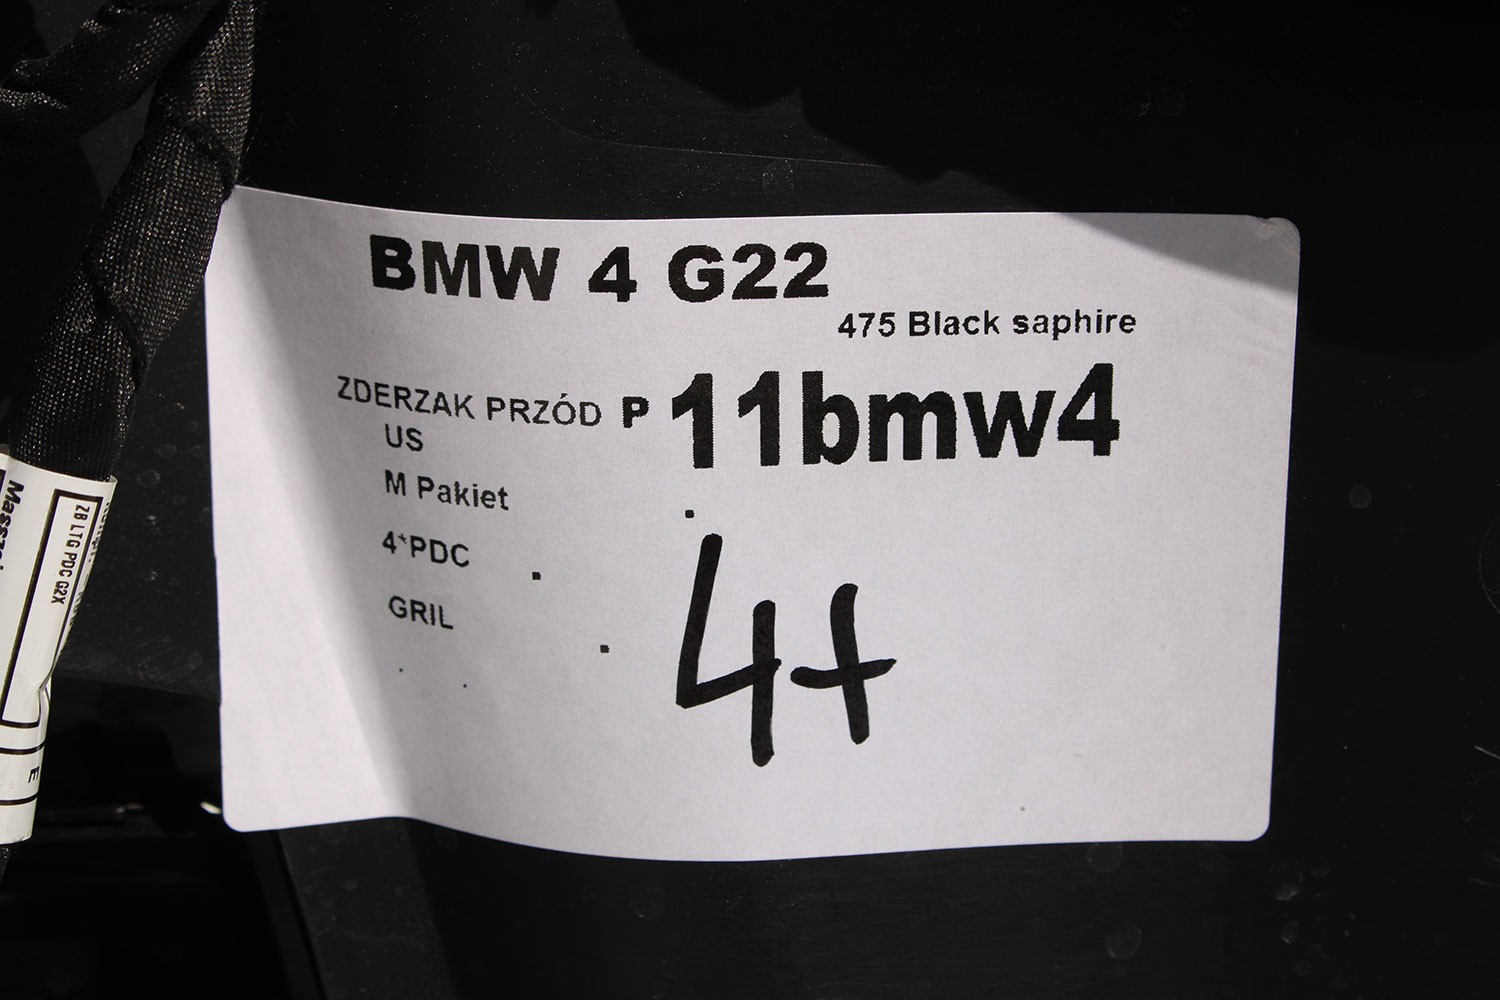 BMW 4 G22
475 Black saphire
ZDERZAK PRZÓD P 11bmw4
US
M Pakiet
4*PDC
GRIL
4+
ZB LTG PDC G2X
E